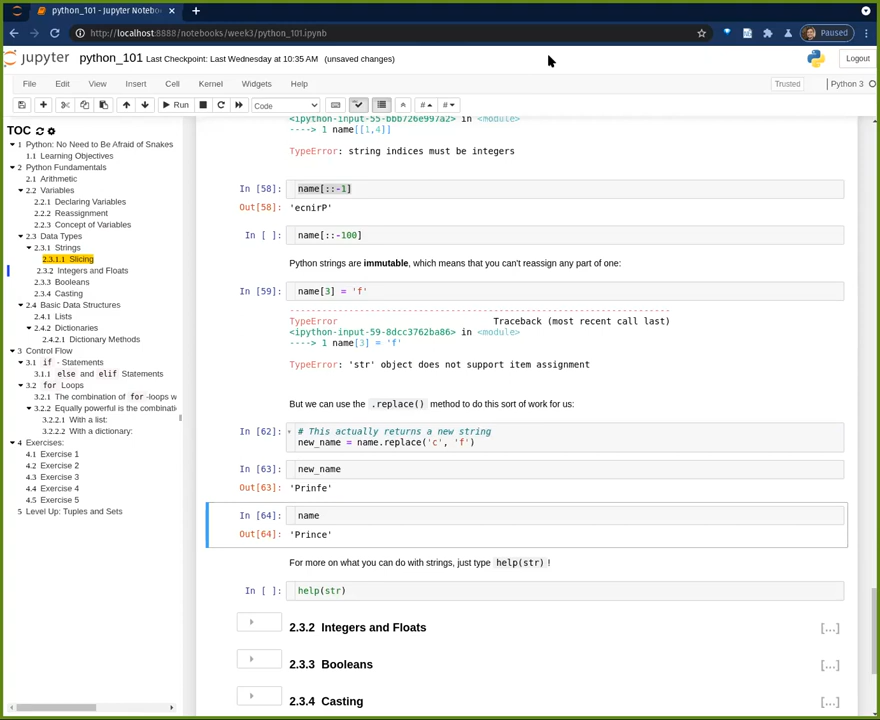 python_101 - Jupyter Noteboo
http://localhost:8888/notebooks/week3/python_101.ipynb
Paused
jupyter python_101 Last Checkpoint: Last Wednesday at 10:35 AM (unsaved changes)
Logout
File Edit View Insert Cell Kernel Widgets Help
Trusted
Python 3
Run
Code
TOC
1 Python: No Need to Be Afraid of Snakes
1.1 Learning Objectives
2 Python Fundamentals
2.1 Arithmetic
2.2 Variables
2.2.1 Declaring Variables
2.2.2 Reassignment
2.2.3 Concept of Variables
2.3 Data Types
2.3.1 Strings
2.3.1.1 Slicing
2.3.2 Integers and Floats
2.3.3 Booleans
2.3.4 Casting
2.4 Basic Data Structures
2.4.1 Lists
2.4.2 Dictionaries
2.4.2.1 Dictionary Methods
3 Control Flow
3.1 if - Statements
3.1.1 else and elif Statements
3.2 for Loops
3.2.1 The combination of for -loops w
3.2.2 Equally powerful is the combinati
3.2.2.1 With a list:
3.2.2.2 With a dictionary:
4 Exercises:
4.1 Exercise 1
4.2 Exercise 2
4.3 Exercise 3
4.4 Exercise 4
4.5 Exercise 5
5 Level Up: Tuples and Sets
<ipython-input-55-bbb726e997a2> in <module>
----> 1 name[[1,4]]
TypeError: string indices must be integers
In [58]: name[::-1]
Out[58]: 'ecnirP'
In [ ]: name[::-100]
Python strings are immutable, which means that you can't reassign any part of one:
In [59]: name[3] = 'f'
---------------------------------------------------------------------------
TypeError Traceback (most recent call last)
<ipython-input-59-8dcc3762ba86> in <module>
----> 1 name[3] = 'f'
TypeError: 'str' object does not support item assignment
But we can use the .replace() method to do this sort of work for us:
In [62]: # This actually returns a new string
new_name = name.replace('c', 'f')
In [63]: new_name
Out[63]: 'Prinfe'
In [64]: name
Out[64]: 'Prince'
For more on what you can do with strings, just type help(str)!
In [ ]: help(str)
2.3.2 Integers and Floats
[...]
2.3.3 Booleans
[...]
2.3.4 Casting
[...]